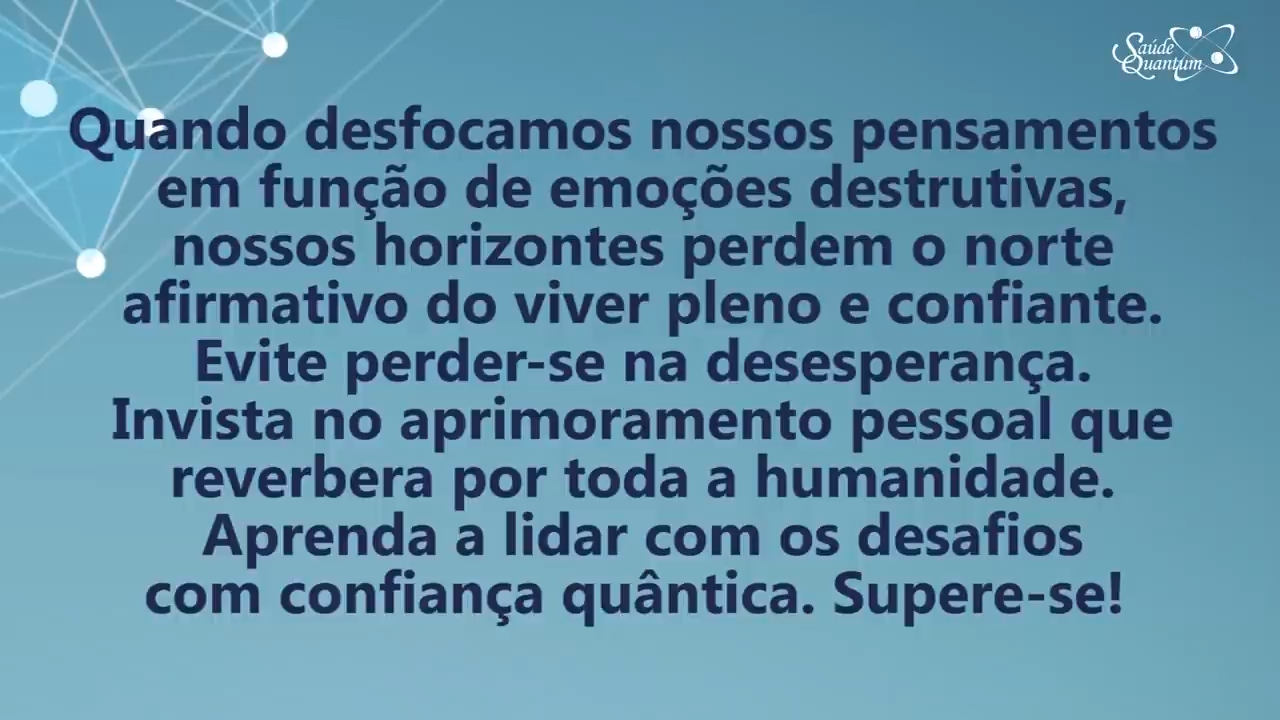 Saúde
Quantum
Quando desfocamos nossos pensamentos
em função de emoções destrutivas,
nossos horizontes perdem o norte
afirmativo do viver pleno e confiante.
Evite perder-se na desesperança.
Invista no aprimoramento pessoal que
reverbera por toda a humanidade.
Aprenda a lidar com os desafios
com confiança quântica. Supere-se!